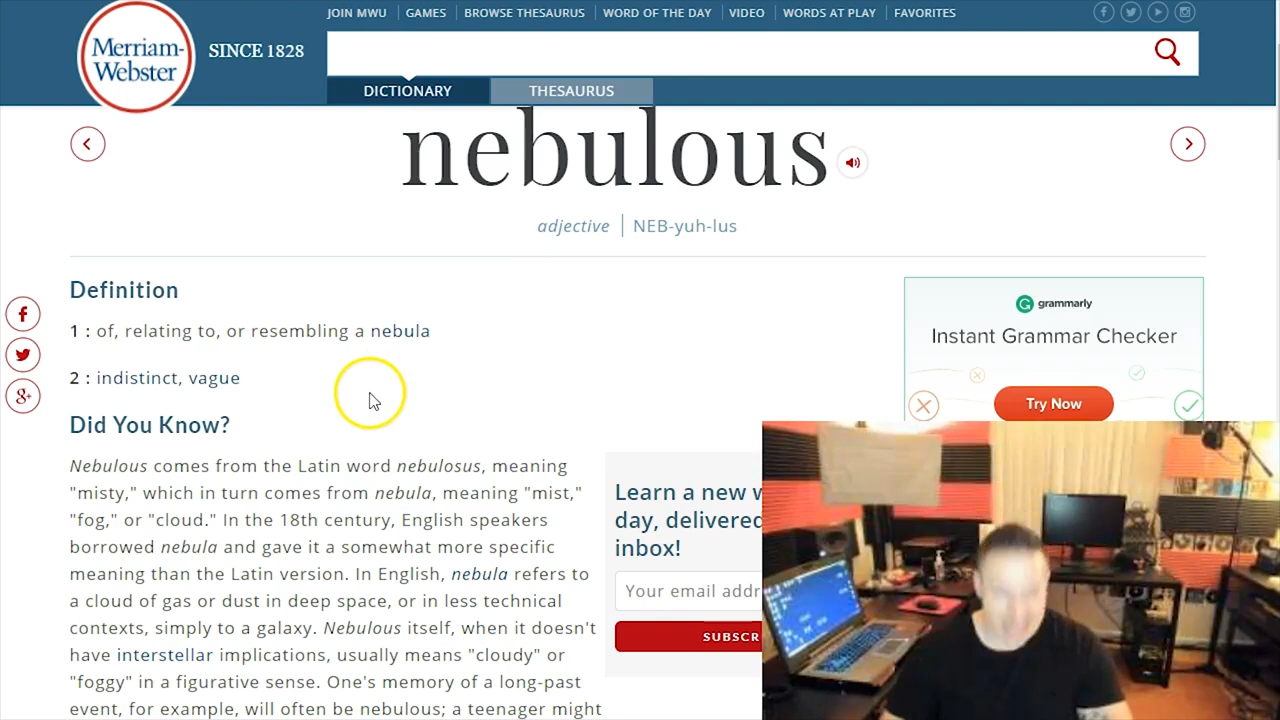 JOIN MWU GAMES BROWSE THESAURUS WORD OF THE DAY VIDEO WORDS AT PLAY FAVORITES
Merriam-
Webster
SINCE 1828
DICTIONARY THESAURUS
nebulous
adjective NEB-yuh-lus
Definition
1 : of, relating to, or resembling a nebula
2 : indistinct, vague
Did You Know?
Nebulous comes from the Latin word nebulosus, meaning
"misty," which in turn comes from nebula, meaning "mist,"
"fog," or "cloud." In the 18th century, English speakers
borrowed nebula and gave it a somewhat more specific
meaning than the Latin version. In English, nebula refers to
a cloud of gas or dust in deep space, or in less technical
contexts, simply to a galaxy. Nebulous itself, when it doesn't
have interstellar implications, usually means "cloudy" or
"foggy" in a figurative sense. One's memory of a long-past
event, for example, will often be nebulous; a teenager might
grammarly
Instant Grammar Checker
Try Now
Learn a new w
day, delivered
inbox!
Your email addr
SUBSCR
g+